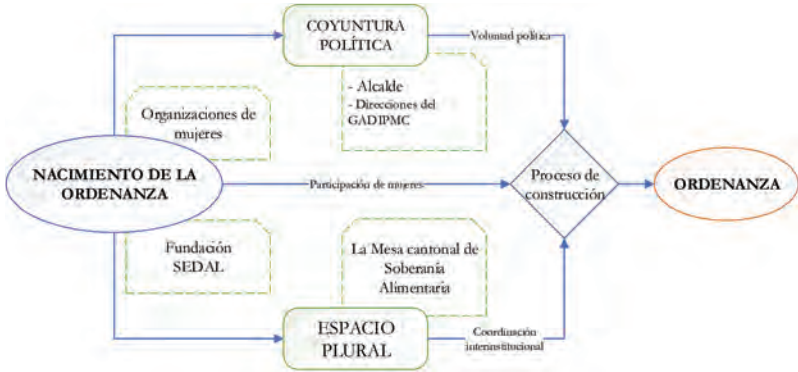 COYUNTURA
POLÍTICA
Voluntad política
- Alcalde
- Direcciones del
GADIPMC
Organizaciones de
mujeres
NACIMIENTO DE LA
ORDENANZA
Participación de mujeres
Proceso de
construcción
ORDENANZA
Fundación
SEDAL
La Mesa cantonal de
Soberanía
Alimentaria
ESPACIO
PLURAL
Coordinación
interinstitucional